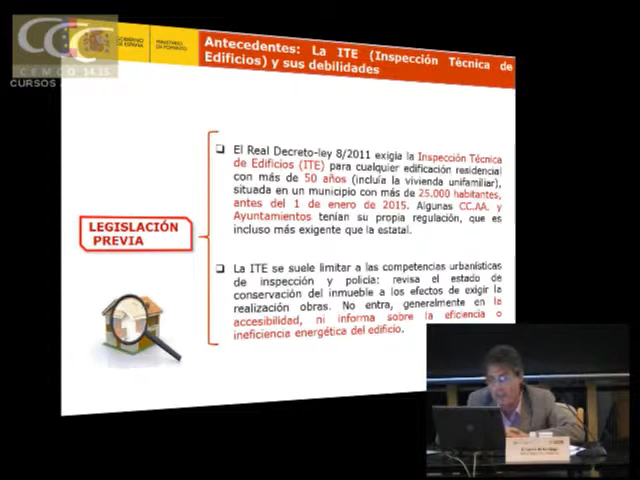 CCC
CEMCO 14.15
CURSOS
GOBIERNO
DE ESPAÑA
MINISTERIO
DE FOMENTO
Antecedentes: La ITE (Inspección Técnica de
Edificios) y sus debilidades
LEGISLACIÓN
PREVIA
El Real Decreto-ley 8/2011 exigía la Inspección Técnica
de Edificios (ITE) para cualquier edificación residencial
con más de 50 años (incluía la vivienda unifamiliar),
situada en un municipio con más de 25.000 habitantes,
antes del 1 de enero de 2015. Algunas CC.AA. y
Ayuntamientos tenían su propia regulación, que es
incluso más exigente que la estatal.
La ITE se suele limitar a las competencias urbanísticas
de inspección y policía: revisa el estado de
conservación del inmueble a los efectos de exigir la
realización obras. No entra, generalmente en la
accesibilidad, ni informa sobre la eficiencia o
ineficiencia energética del edificio.